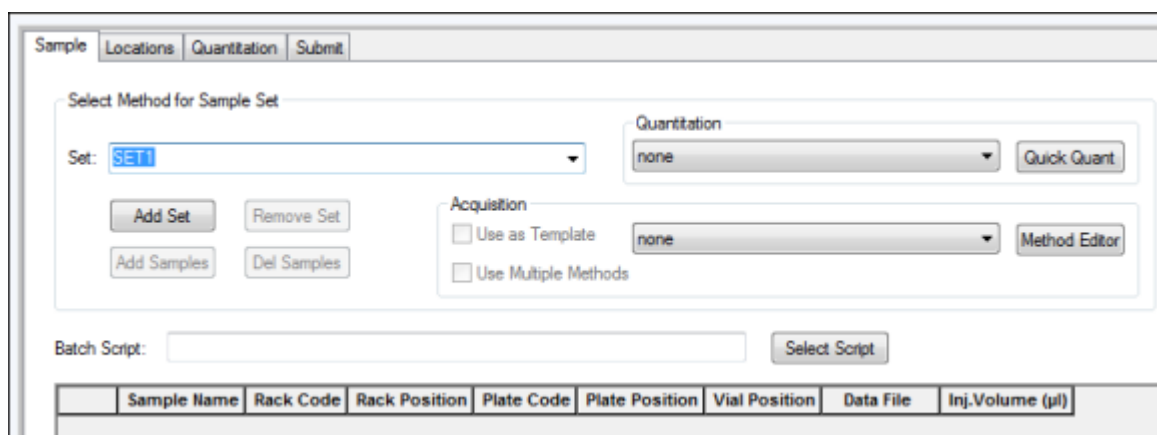 Sample Locations Quantitation Submit
Select Method for Sample Set
Quantitation
Set: SET1 none Quick Quant
Acquisition
Add Set Remove Set Use as Template none Method Editor
Add Samples Del Samples Use Multiple Methods
Batch Script: Select Script
Sample Name Rack Code Rack Position Plate Code Plate Position Vial Position Data File Inj.Volume (µl)